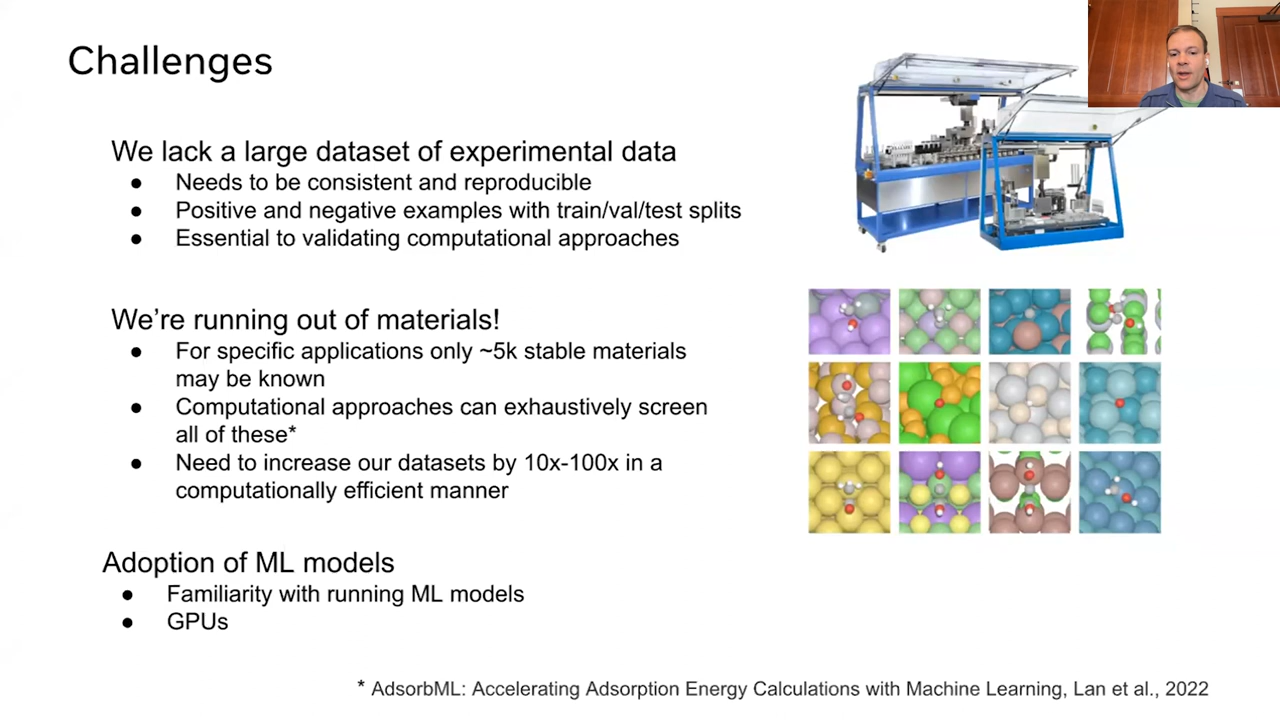 Challenges
We lack a large dataset of experimental data
● Needs to be consistent and reproducible
● Positive and negative examples with train/val/test splits
● Essential to validating computational approaches
We're running out of materials!
● For specific applications only ~5k stable materials
may be known
● Computational approaches can exhaustively screen
all of these*
● Need to increase our datasets by 10x-100x in a
computationally efficient manner
Adoption of ML models
● Familiarity with running ML models
● GPUs
* AdsorbML: Accelerating Adsorption Energy Calculations with Machine Learning, Lan et al., 2022